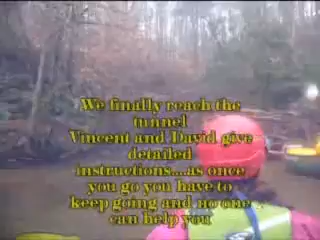 We finally reach the
tunnel
Vincent and David give
detailed
instructions....as once
you go you have to
keep going and no one
can help you